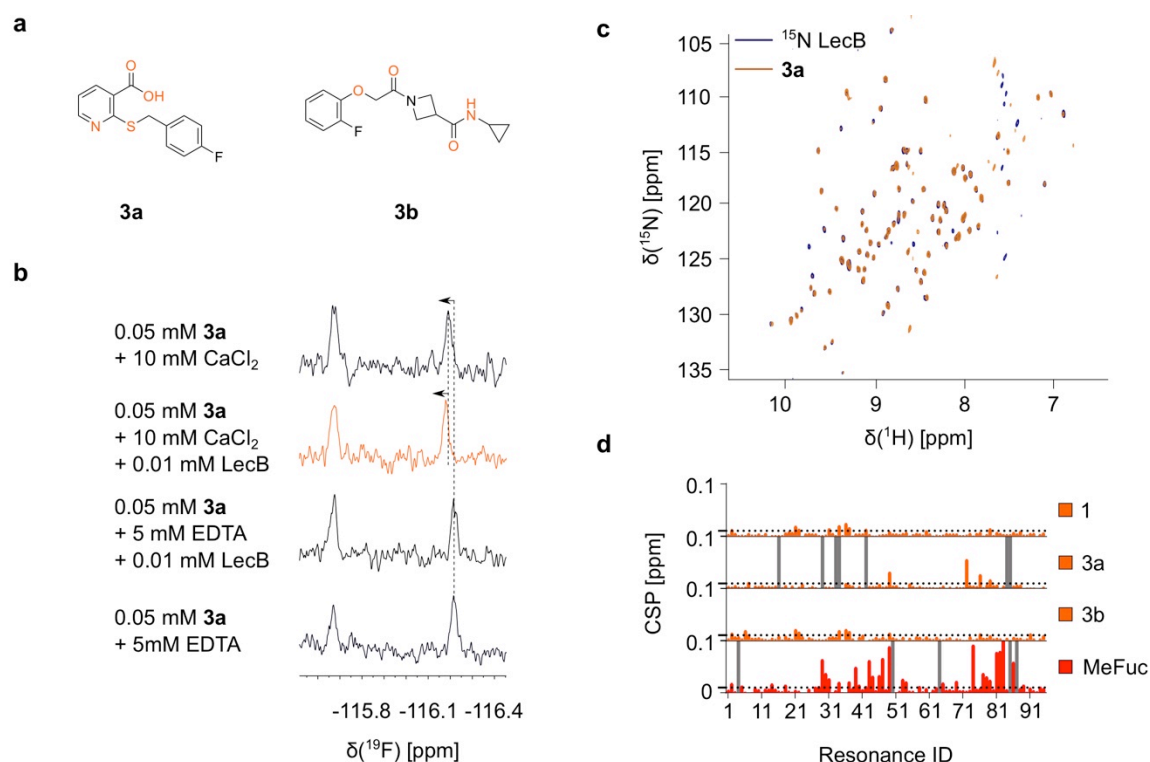 a
O
OH
N
S
F
3a
O
O
N
F
H
N
O
3b
b
0.05 mM 3a
+ 10 mM CaCl₂
0.05 mM 3a
+ 10 mM CaCl₂
+ 0.01 mM LecB
0.05 mM 3a
+ 5 mM EDTA
+ 0.01 mM LecB
0.05 mM 3a
+ 5mM EDTA
-115.8 -116.1 -116.4
δ(¹⁹F) [ppm]
c
¹⁵N LecB
3a
105
110
115
120
125
130
135
δ(¹⁵N) [ppm]
10 9 8 7
δ(¹H) [ppm]
d
0.1
0.1
0.1
0.1
0
CSP [ppm]
1
3a
3b
MeFuc
1 11 21 31 41 51 61 71 81 91
Resonance ID